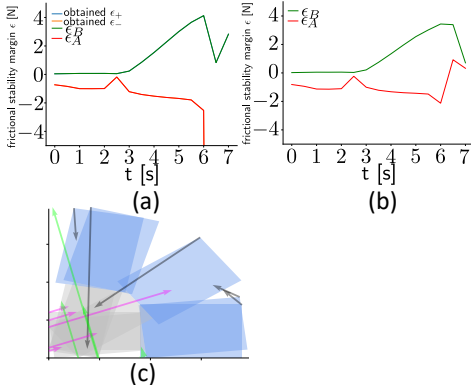 obtained ϵ+
obtained ϵ−
ϵB
ϵA
frictional stability margin ϵ [N]
4
2
0
−2
−4
0 1 2 3 4 5 6 7
t [s]
(a)
ϵB
ϵA
frictional stability margin ϵ [N]
4
2
0
−2
−4
0 1 2 3 4 5 6 7
t [s]
(b)
(c)